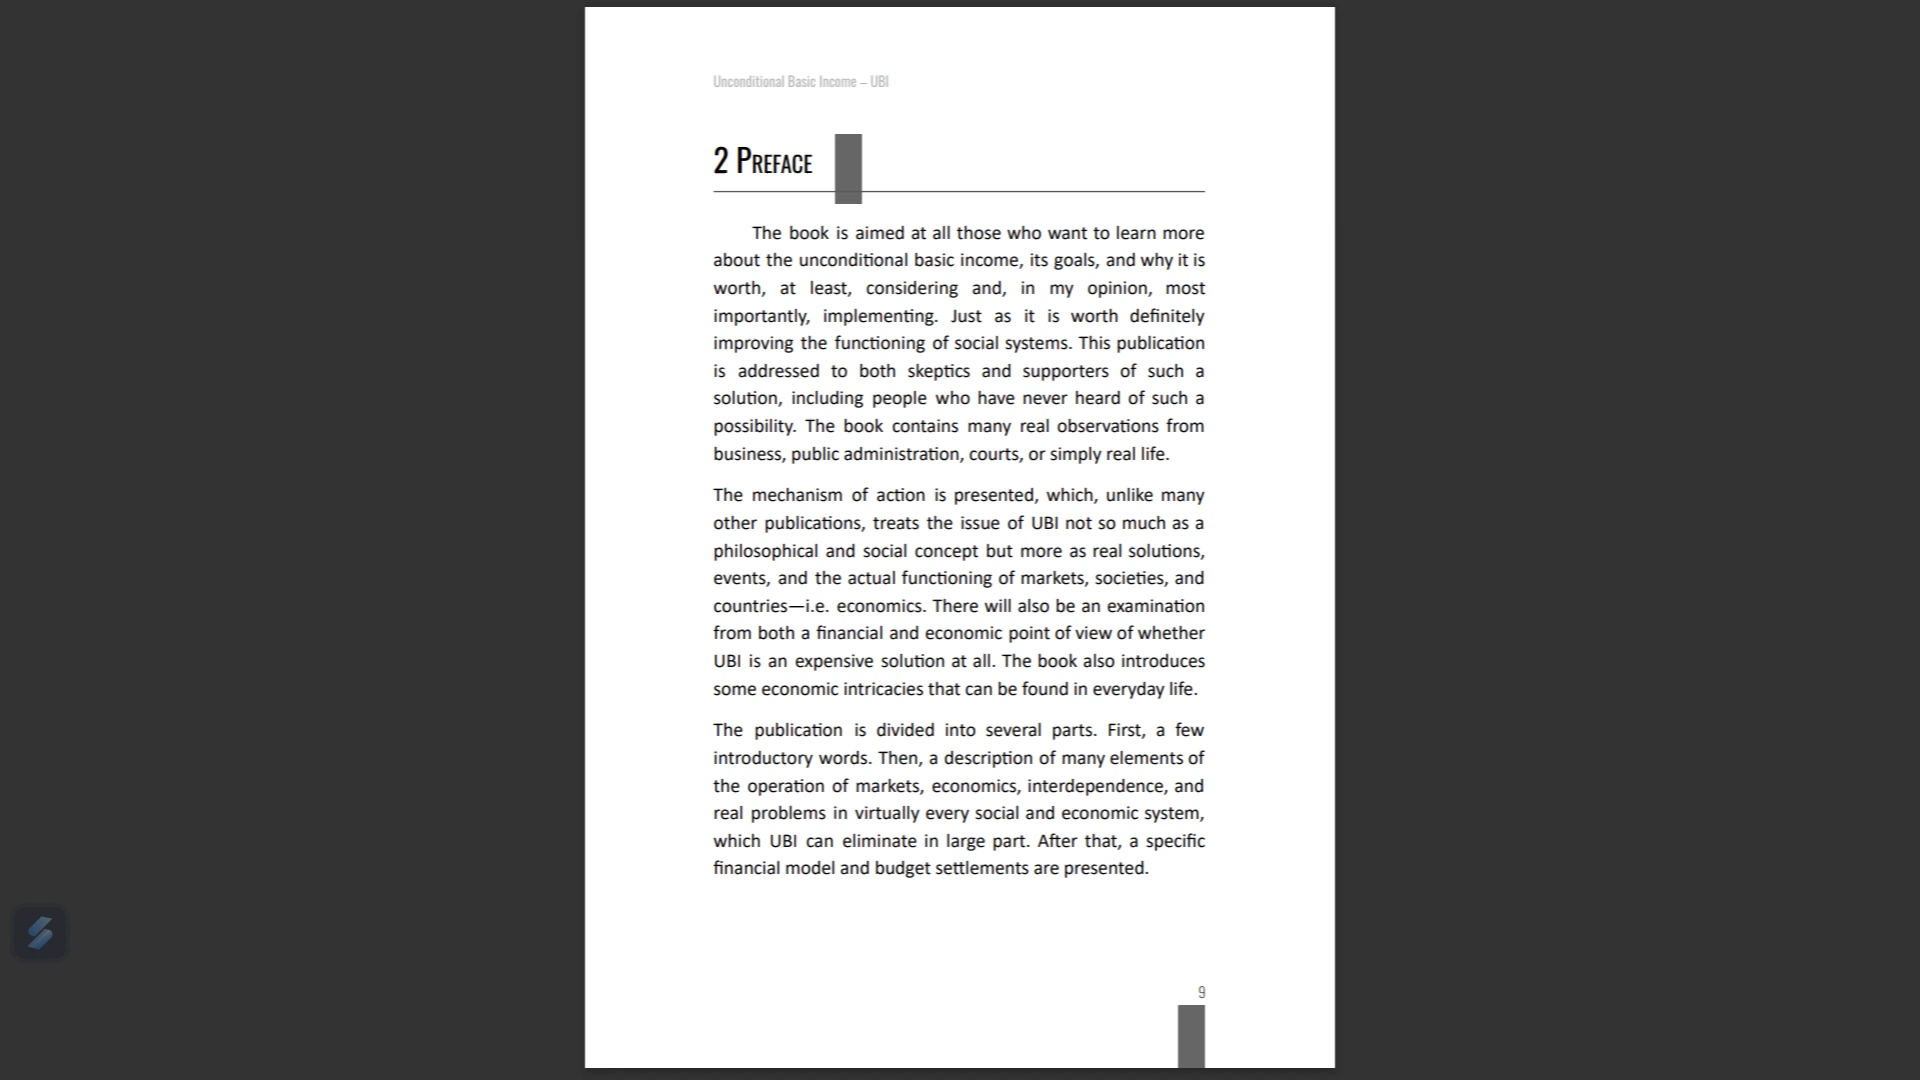 Unconditional Basic Income – UBI
2 PREFACE
The book is aimed at all those who want to learn more
about the unconditional basic income, its goals, and why it is
worth, at least, considering and, in my opinion, most
importantly, implementing. Just as it is worth definitely
improving the functioning of social systems. This publication
is addressed to both skeptics and supporters of such a
solution, including people who have never heard of such a
possibility. The book contains many real observations from
business, public administration, courts, or simply real life.
The mechanism of action is presented, which, unlike many
other publications, treats the issue of UBI not so much as a
philosophical and social concept but more as real solutions,
events, and the actual functioning of markets, societies, and
countries—i.e. economics. There will also be an examination
from both a financial and economic point of view of whether
UBI is an expensive solution at all. The book also introduces
some economic intricacies that can be found in everyday life.
The publication is divided into several parts. First, a few
introductory words. Then, a description of many elements of
the operation of markets, economics, interdependence, and
real problems in virtually every social and economic system,
which UBI can eliminate in large part. After that, a specific
financial model and budget settlements are presented.
9